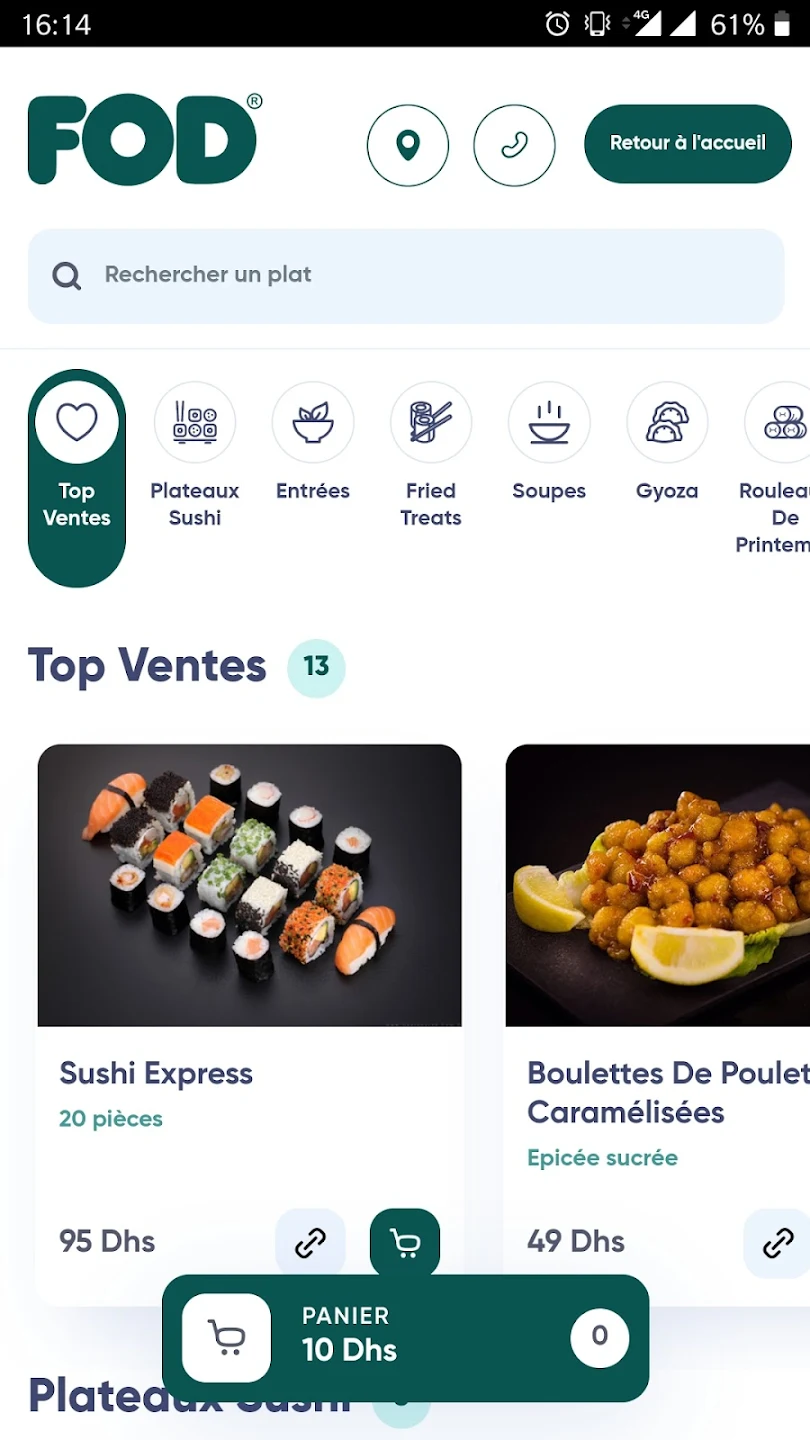 16:14
4G
61%
FOD®
Retour à l'accueil
Rechercher un plat
Top
Ventes
Plateaux
Sushi
Entrées
Fried
Treats
Soupes
Gyoza
Roulea
De
Printem
Top Ventes 13
Sushi Express
20 pièces
95 Dhs
Boulettes De Poulet
Caramélisées
Epicée sucrée
49 Dhs
PANIER
10 Dhs
0
Plateaux Sushi